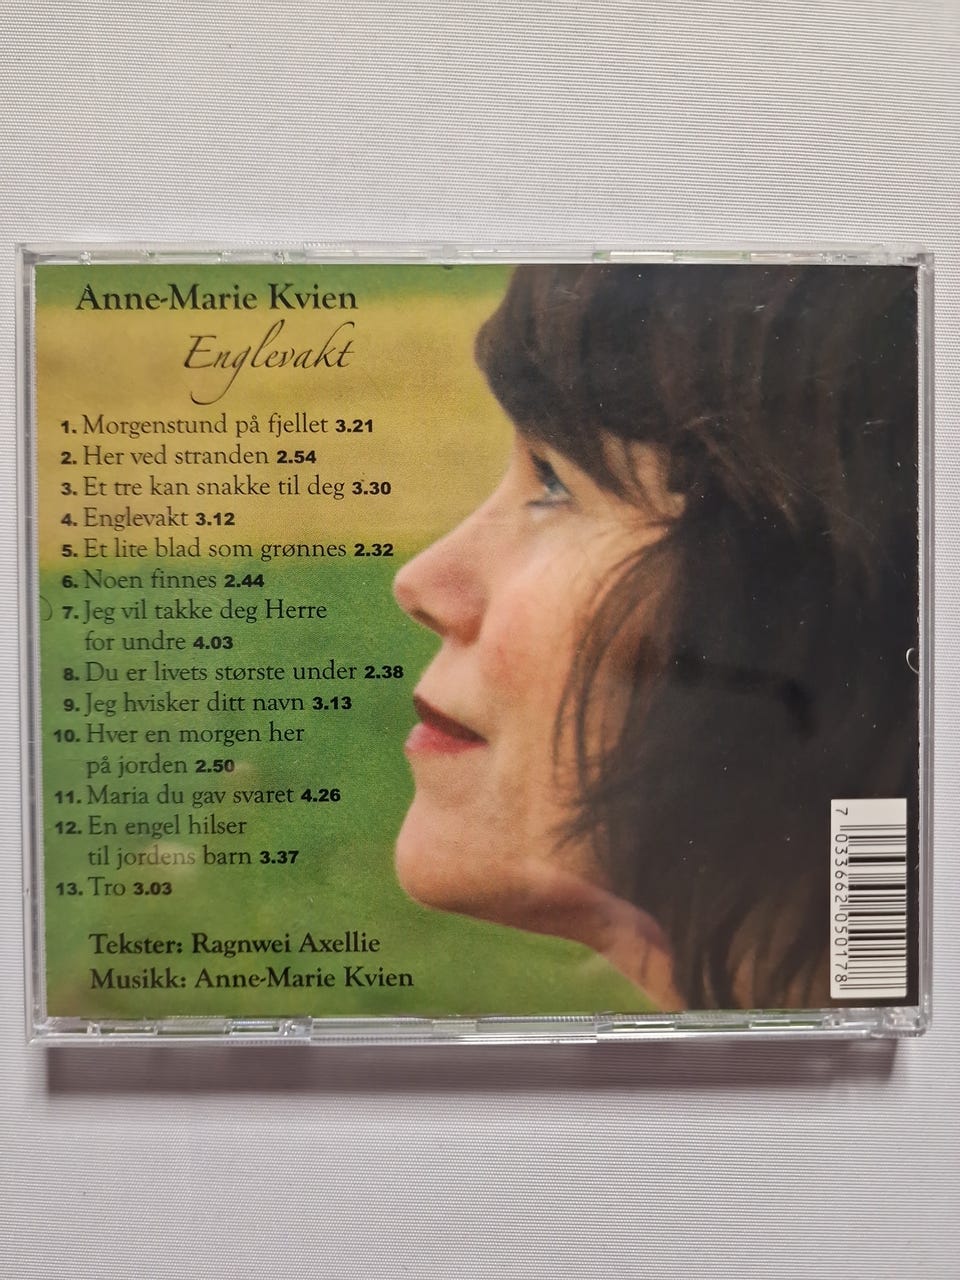 Anne-Marie Kvien
Englevakt
1. Morgenstund på fjellet 3.21
2. Her ved stranden 2.54
3. Et tre kan snakke til deg 3.30
4. Englevakt 3.12
5. Et lite blad som grønnes 2.32
6. Noen finnes 2.44
7. Jeg vil takke deg Herre
for undre 4.03
8. Du er livets største under 2.38
9. Jeg hvisker ditt navn 3.13
10. Hver en morgen her
på jorden 2.50
11. Maria du gav svaret 4.26
12. En engel hilser
til jordens barn 3.37
13. Tro 3.03
Tekster: Ragnwei Axellie
Musikk: Anne-Marie Kvien
7 033662 050178